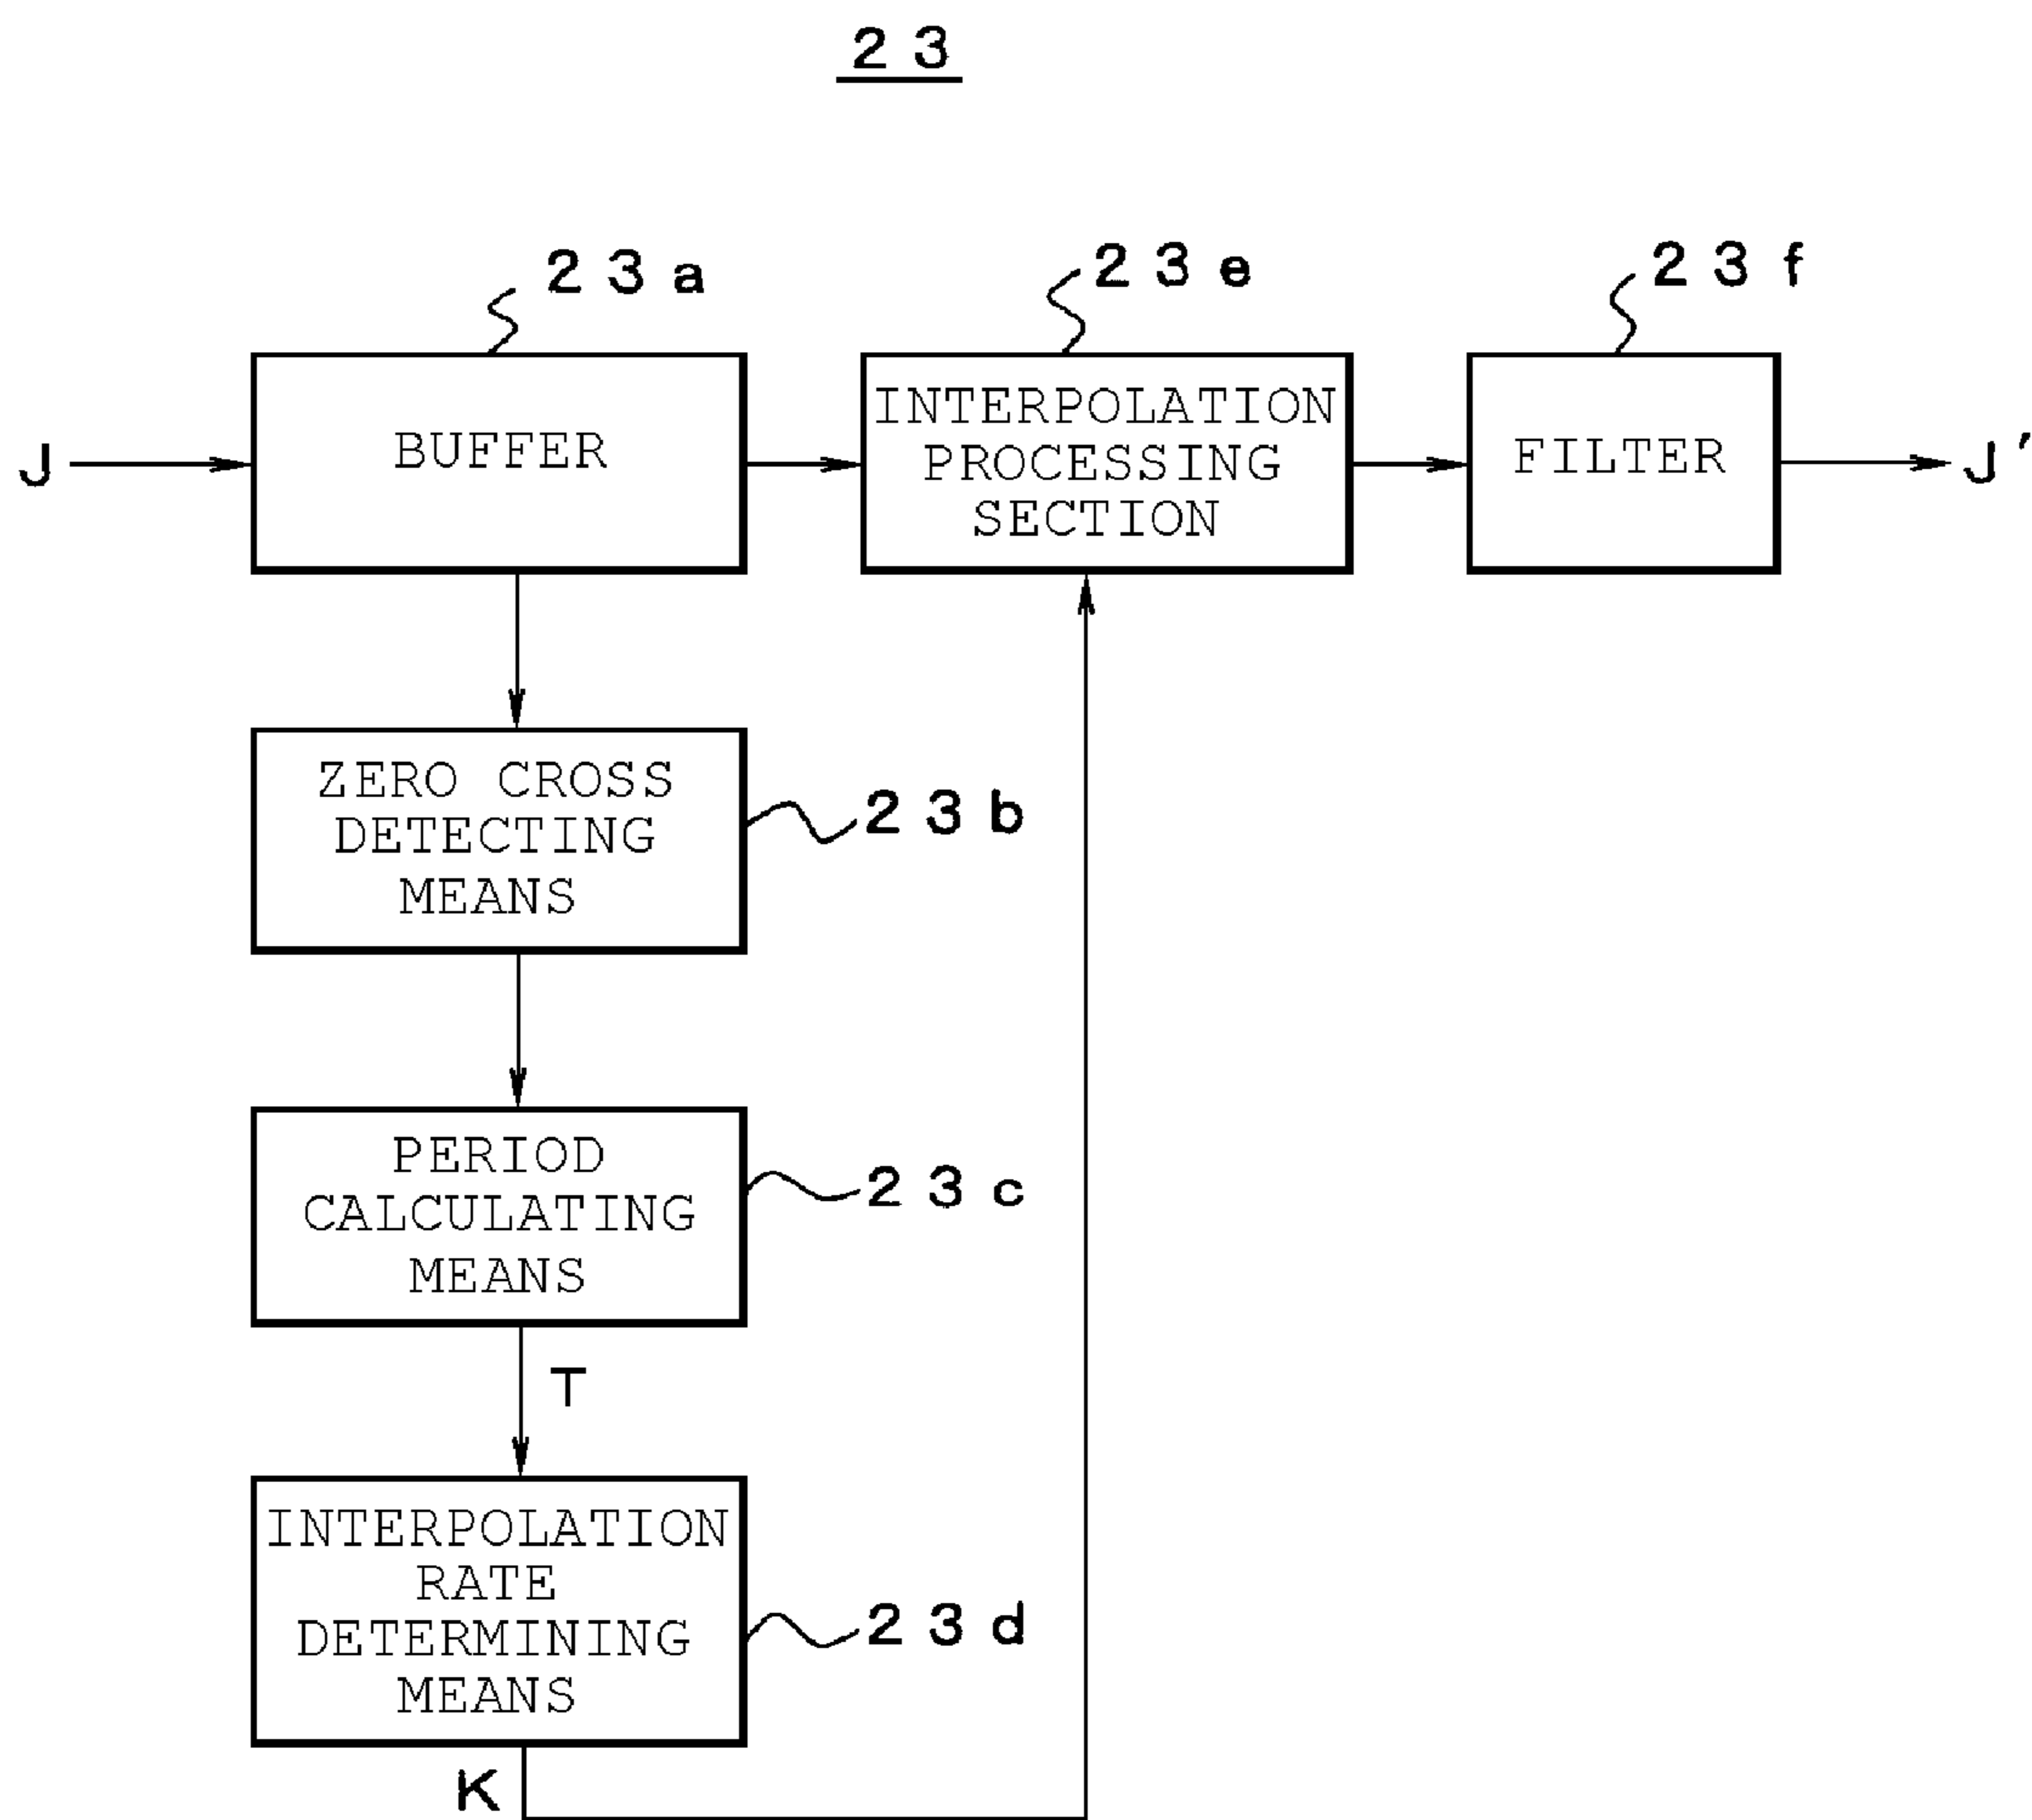 23
23a
23e
23f
J
BUFFER
INTERPOLATION
PROCESSING
SECTION
FILTER
J'
ZERO CROSS
DETECTING
MEANS
23b
PERIOD
CALCULATING
MEANS
23c
T
INTERPOLATION
RATE
DETERMINING
MEANS
23d
K